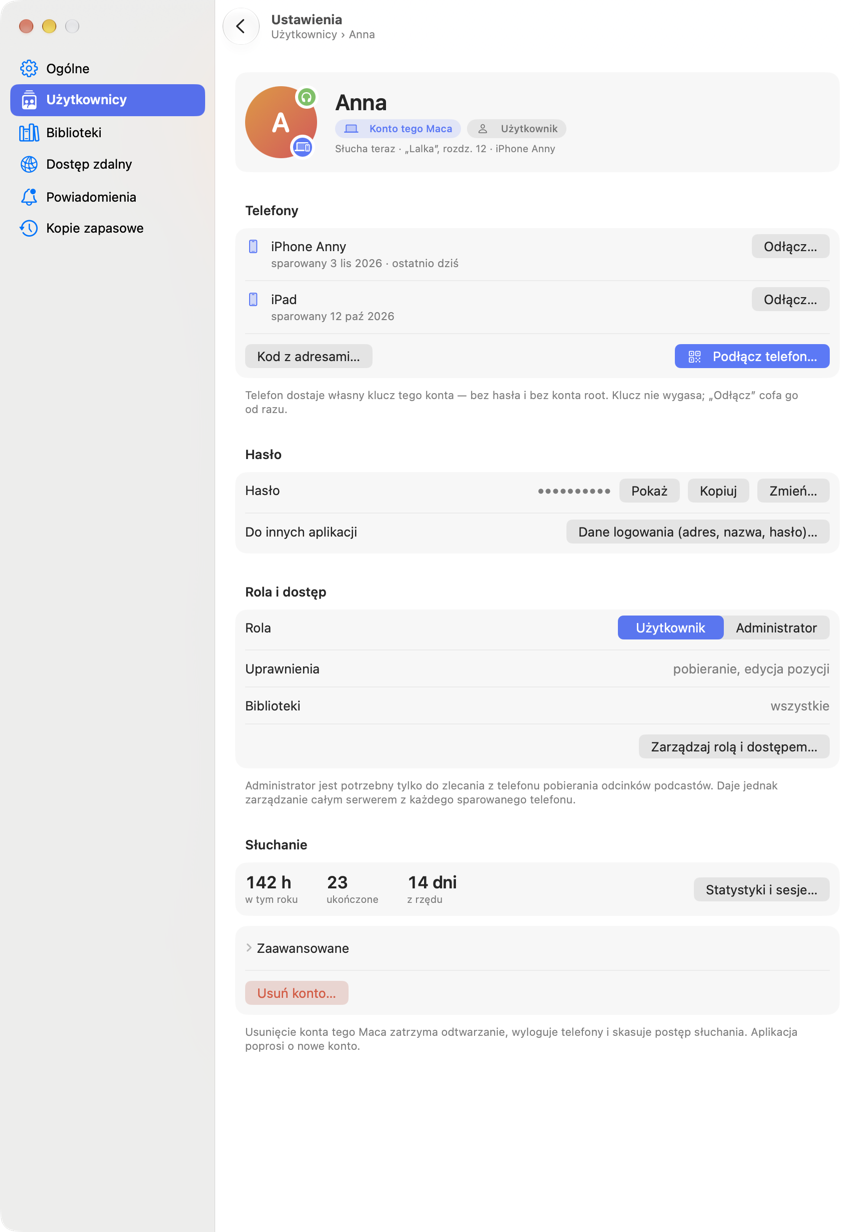 Ustawienia
Użytkownicy › Anna
Ogólne
Użytkownicy
Biblioteki
Dostęp zdalny
Powiadomienia
Kopie zapasowe
A
Anna
Konto tego Maca
Użytkownik
Słucha teraz · „Lalka”, rozdz. 12 · iPhone Anny
Telefony
iPhone Anny
Odłącz...
sparowany 3 lis 2026 · ostatnio dziś
iPad
Odłącz...
sparowany 12 paź 2026
Kod z adresami...
Podłącz telefon...
Telefon dostaje własny klucz tego konta — bez hasła i bez konta root. Klucz nie wygasa; „Odłącz” cofa go
od razu.
Hasło
Hasło
••••••••••
Pokaż
Kopiuj
Zmień...
Do innych aplikacji
Dane logowania (adres, nazwa, hasło)...
Rola i dostęp
Rola
Użytkownik
Administrator
Uprawnienia
pobieranie, edycja pozycji
Biblioteki
wszystkie
Zarządzaj rolą i dostępem...
Administrator jest potrzebny tylko do zlecania z telefonu pobierania odcinków podcastów. Daje jednak
zarządzanie całym serwerem z każdego sparowanego telefonu.
Słuchanie
142 h
23
14 dni
w tym roku
ukończone
z rzędu
Statystyki i sesje...
Zaawansowane
Usuń konto...
Usunięcie konta tego Maca zatrzyma odtwarzanie, wyloguje telefony i skasuje postęp słuchania. Aplikacja
poprosi o nowe konto.